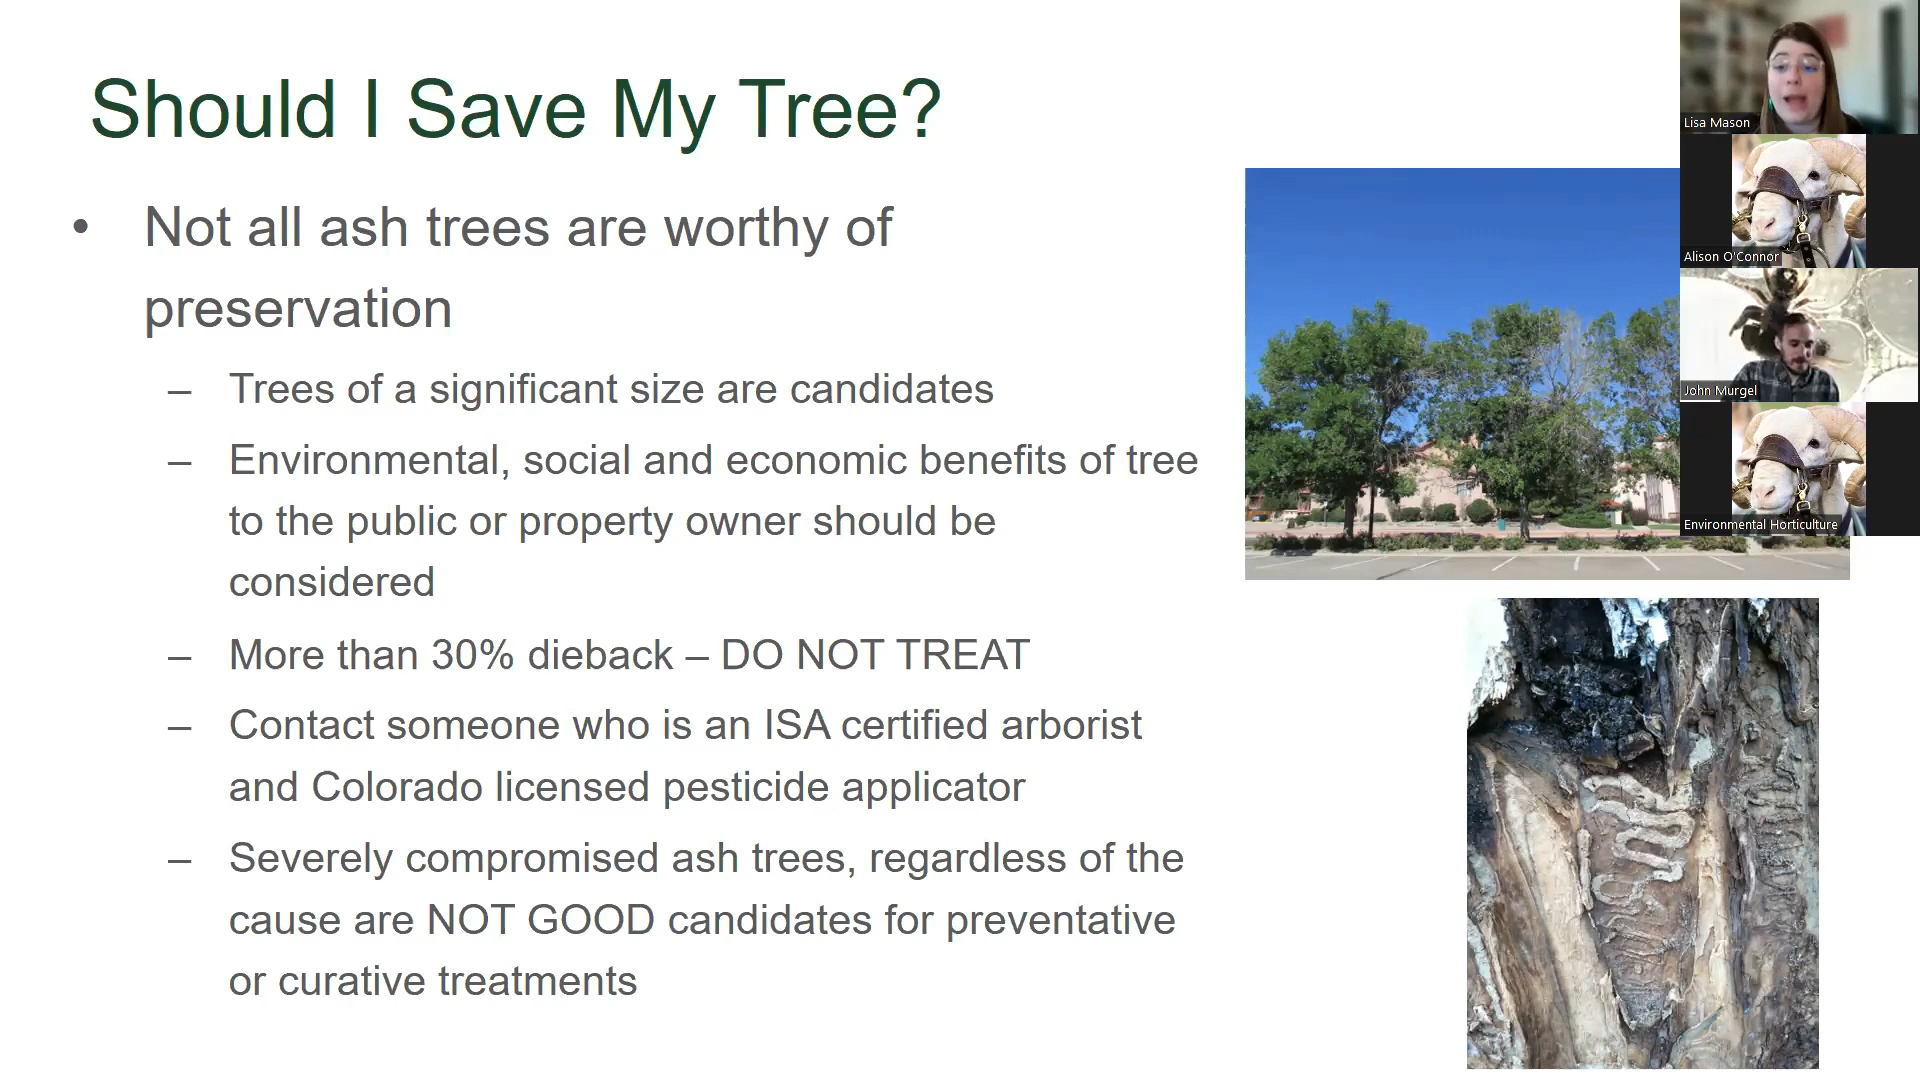 Should I Save My Tree?
• Not all ash trees are worthy of
preservation
– Trees of a significant size are candidates
– Environmental, social and economic benefits of tree
to the public or property owner should be
considered
– More than 30% dieback – DO NOT TREAT
– Contact someone who is an ISA certified arborist
and Colorado licensed pesticide applicator
– Severely compromised ash trees, regardless of the
cause are NOT GOOD candidates for preventative
or curative treatments
Lisa Mason
Alison O'Connor
John Murgel
Environmental Horticulture